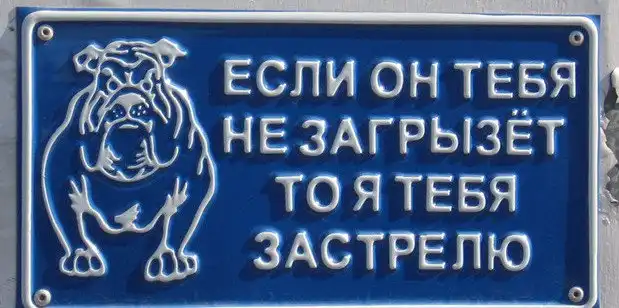 ЕСЛИ ОН ТЕБЯ
НЕ ЗАГРЫЗЁТ
ТО Я ТЕБЯ
ЗАСТРЕЛЮ